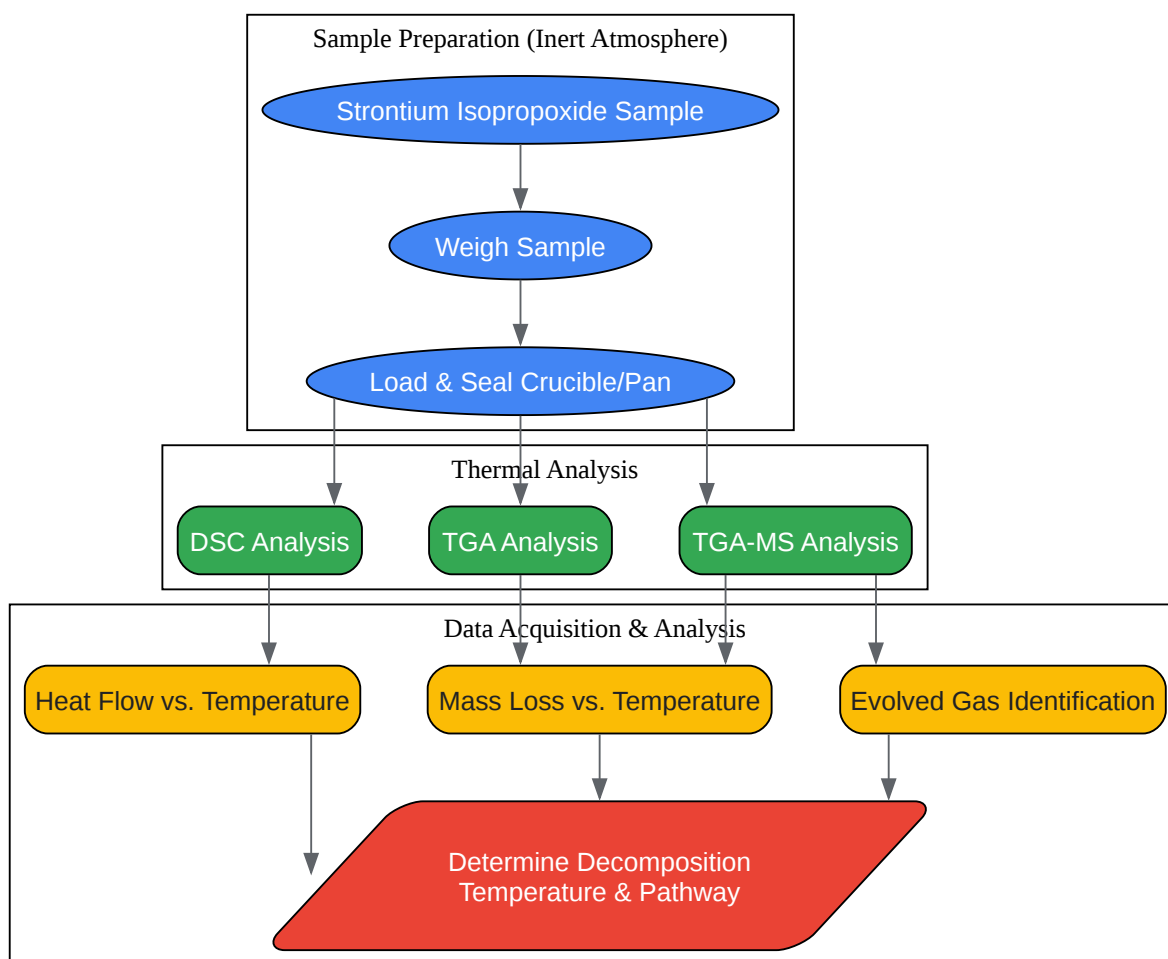 Sample Preparation (Inert Atmosphere)
Strontium Isopropoxide Sample
Weigh Sample
Load & Seal Crucible/Pan
Thermal Analysis
DSC Analysis
TGA Analysis
TGA-MS Analysis
Data Acquisition & Analysis
Heat Flow vs. Temperature
Mass Loss vs. Temperature
Evolved Gas Identification
Determine Decomposition
Temperature & Pathway